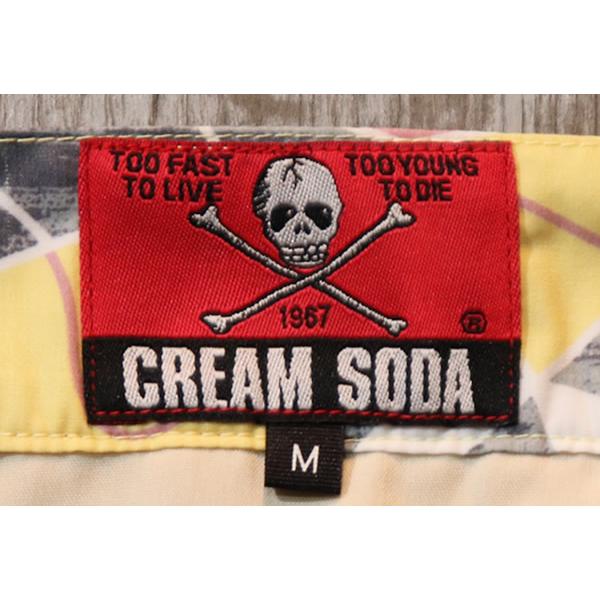 TOO FAST
TO LIVE
TOO YOUNG
TO DIE
1967
®
CREAM SODA
M